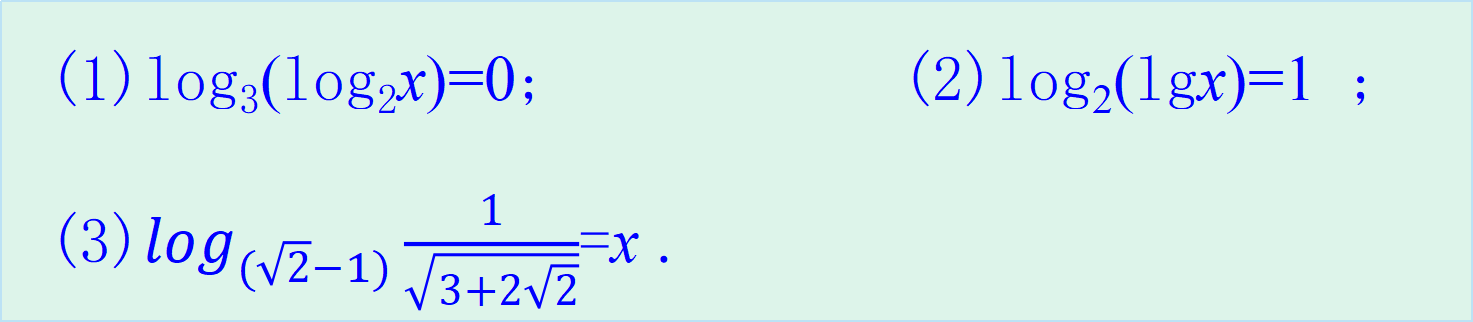 (1) log₃(log₂x)=0;  (2) log₂(lgx)=1 ;
(3) log_(√2−1) 1/√(3+2√2) =x .